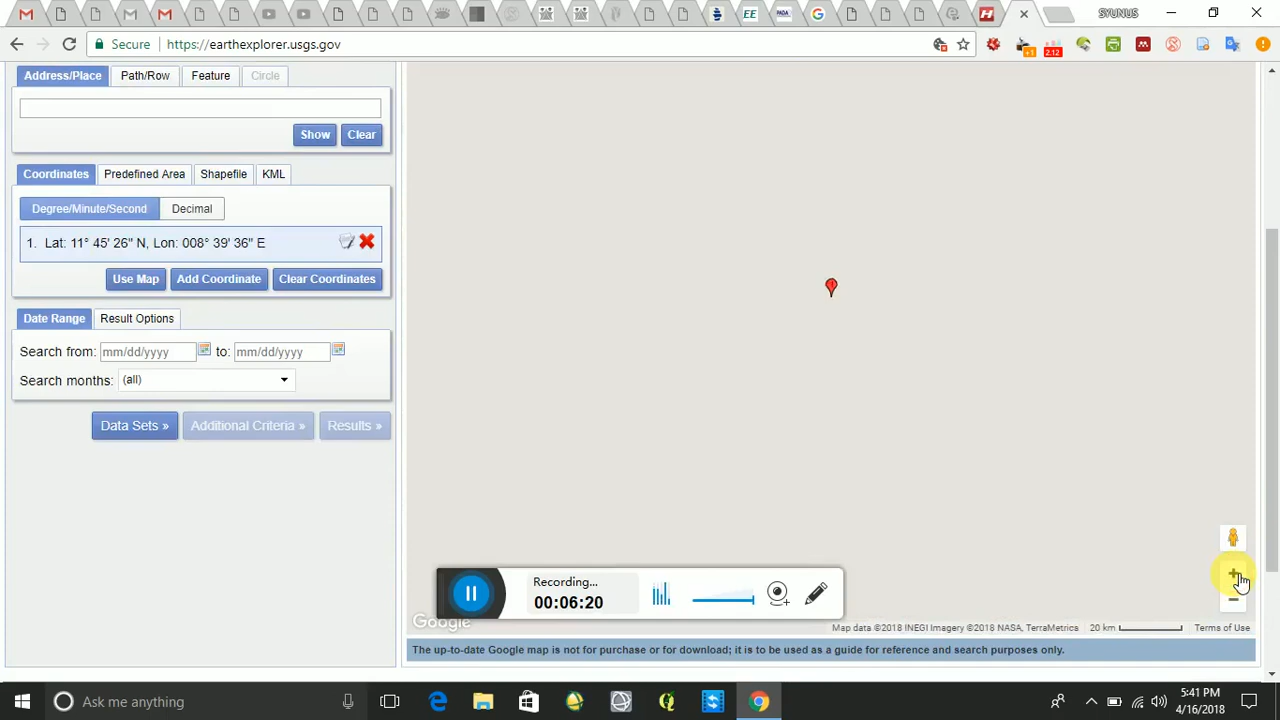 SYUNUS
Secure https://earthexplorer.usgs.gov
+1
2.12
Address/Place Path/Row Feature Circle
Show Clear
Coordinates Predefined Area Shapefile KML
Degree/Minute/Second Decimal
1. Lat: 11° 45' 26" N, Lon: 008° 39' 36" E
Use Map Add Coordinate Clear Coordinates
Date Range Result Options
Search from: mm/dd/yyyy to: mm/dd/yyyy
Search months: (all)
Data Sets » Additional Criteria » Results »
Recording...
00:06:20
Google
Map data ©2018 INEGI Imagery ©2018 NASA, TerraMetrics 20 km Terms of Use
The up-to-date Google map is not for purchase or for download; it is to be used as a guide for reference and search purposes only.
Ask me anything
5:41 PM
4/16/2018